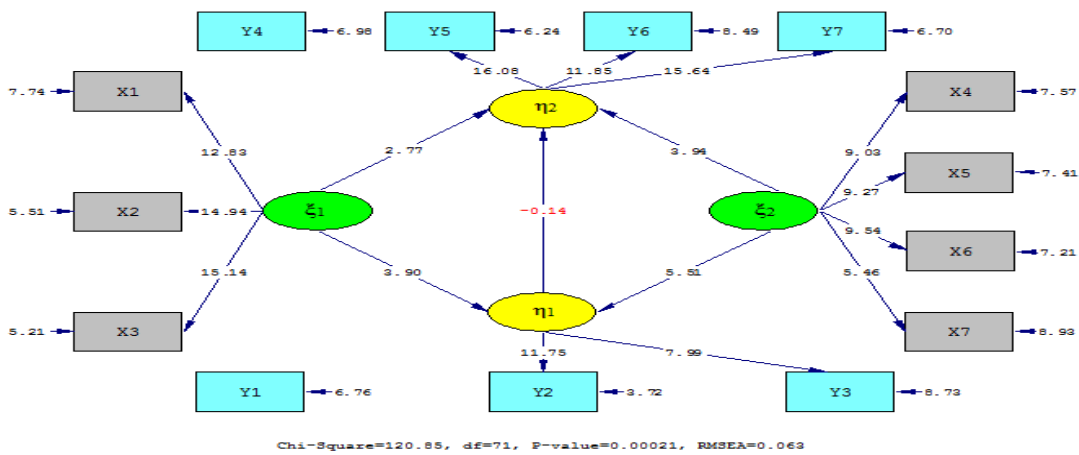 Y4 6.98 Y5 6.24 Y6 8.49 Y7 6.70
16.08 11.85 15.64
7.74 X1 η2 X4 7.57
12.83 2.77 3.94 9.03
X5 7.41
9.27
5.51 X2 14.94 ξ1 -0.14 ξ2
9.54 X6 7.21
15.14 3.90 5.51 5.46
5.21 X3 η1 X7 8.93
11.75 7.99
Y1 6.76 Y2 3.72 Y3 8.73
Chi-Square=120.85, df=71, P-value=0.00021, RMSEA=0.063